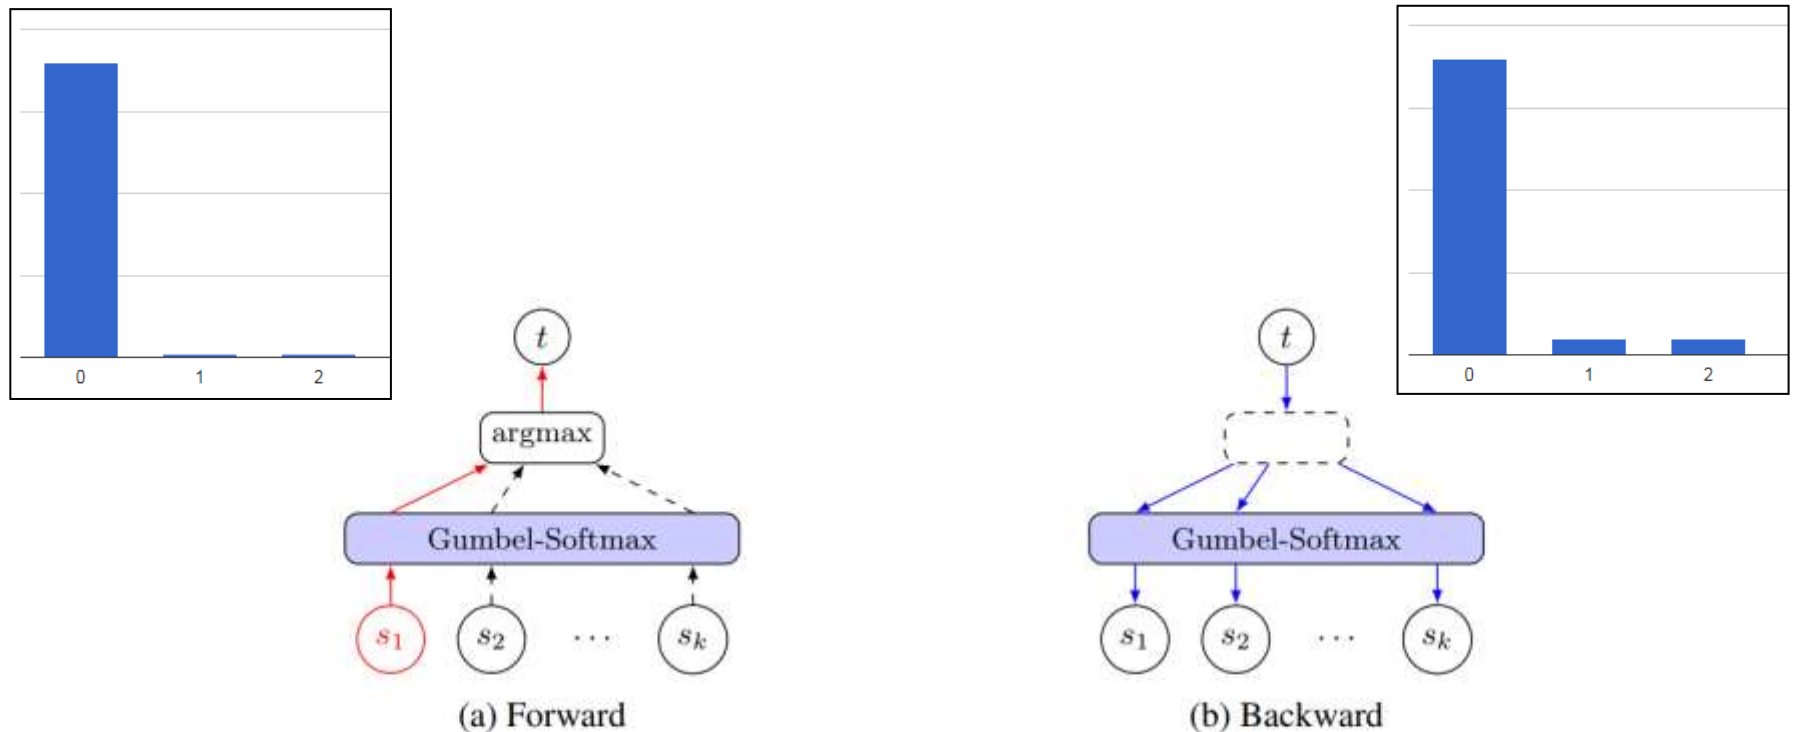 0 1 2
t
argmax
Gumbel-Softmax
s1 s2 ··· sk
(a) Forward
0 1 2
t
Gumbel-Softmax
s1 s2 ··· sk
(b) Backward